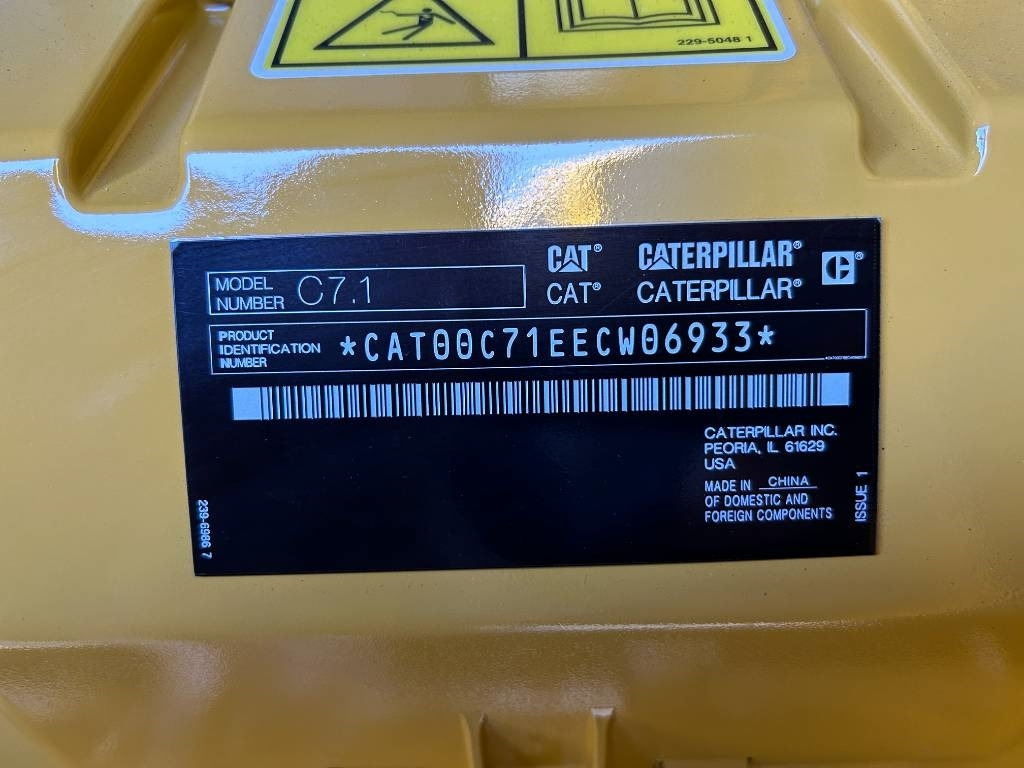 229-5048 1
CAT® CATERPILLAR® C®
CAT® CATERPILLAR®
MODEL
NUMBER C7.1
PRODUCT
IDENTIFICATION
NUMBER
*CAT00C71EECW06933*
CATERPILLAR INC.
PEORIA, IL 61629
USA
MADE IN CHINA
OF DOMESTIC AND
FOREIGN COMPONENTS
239-6966 7
ISSUE 1